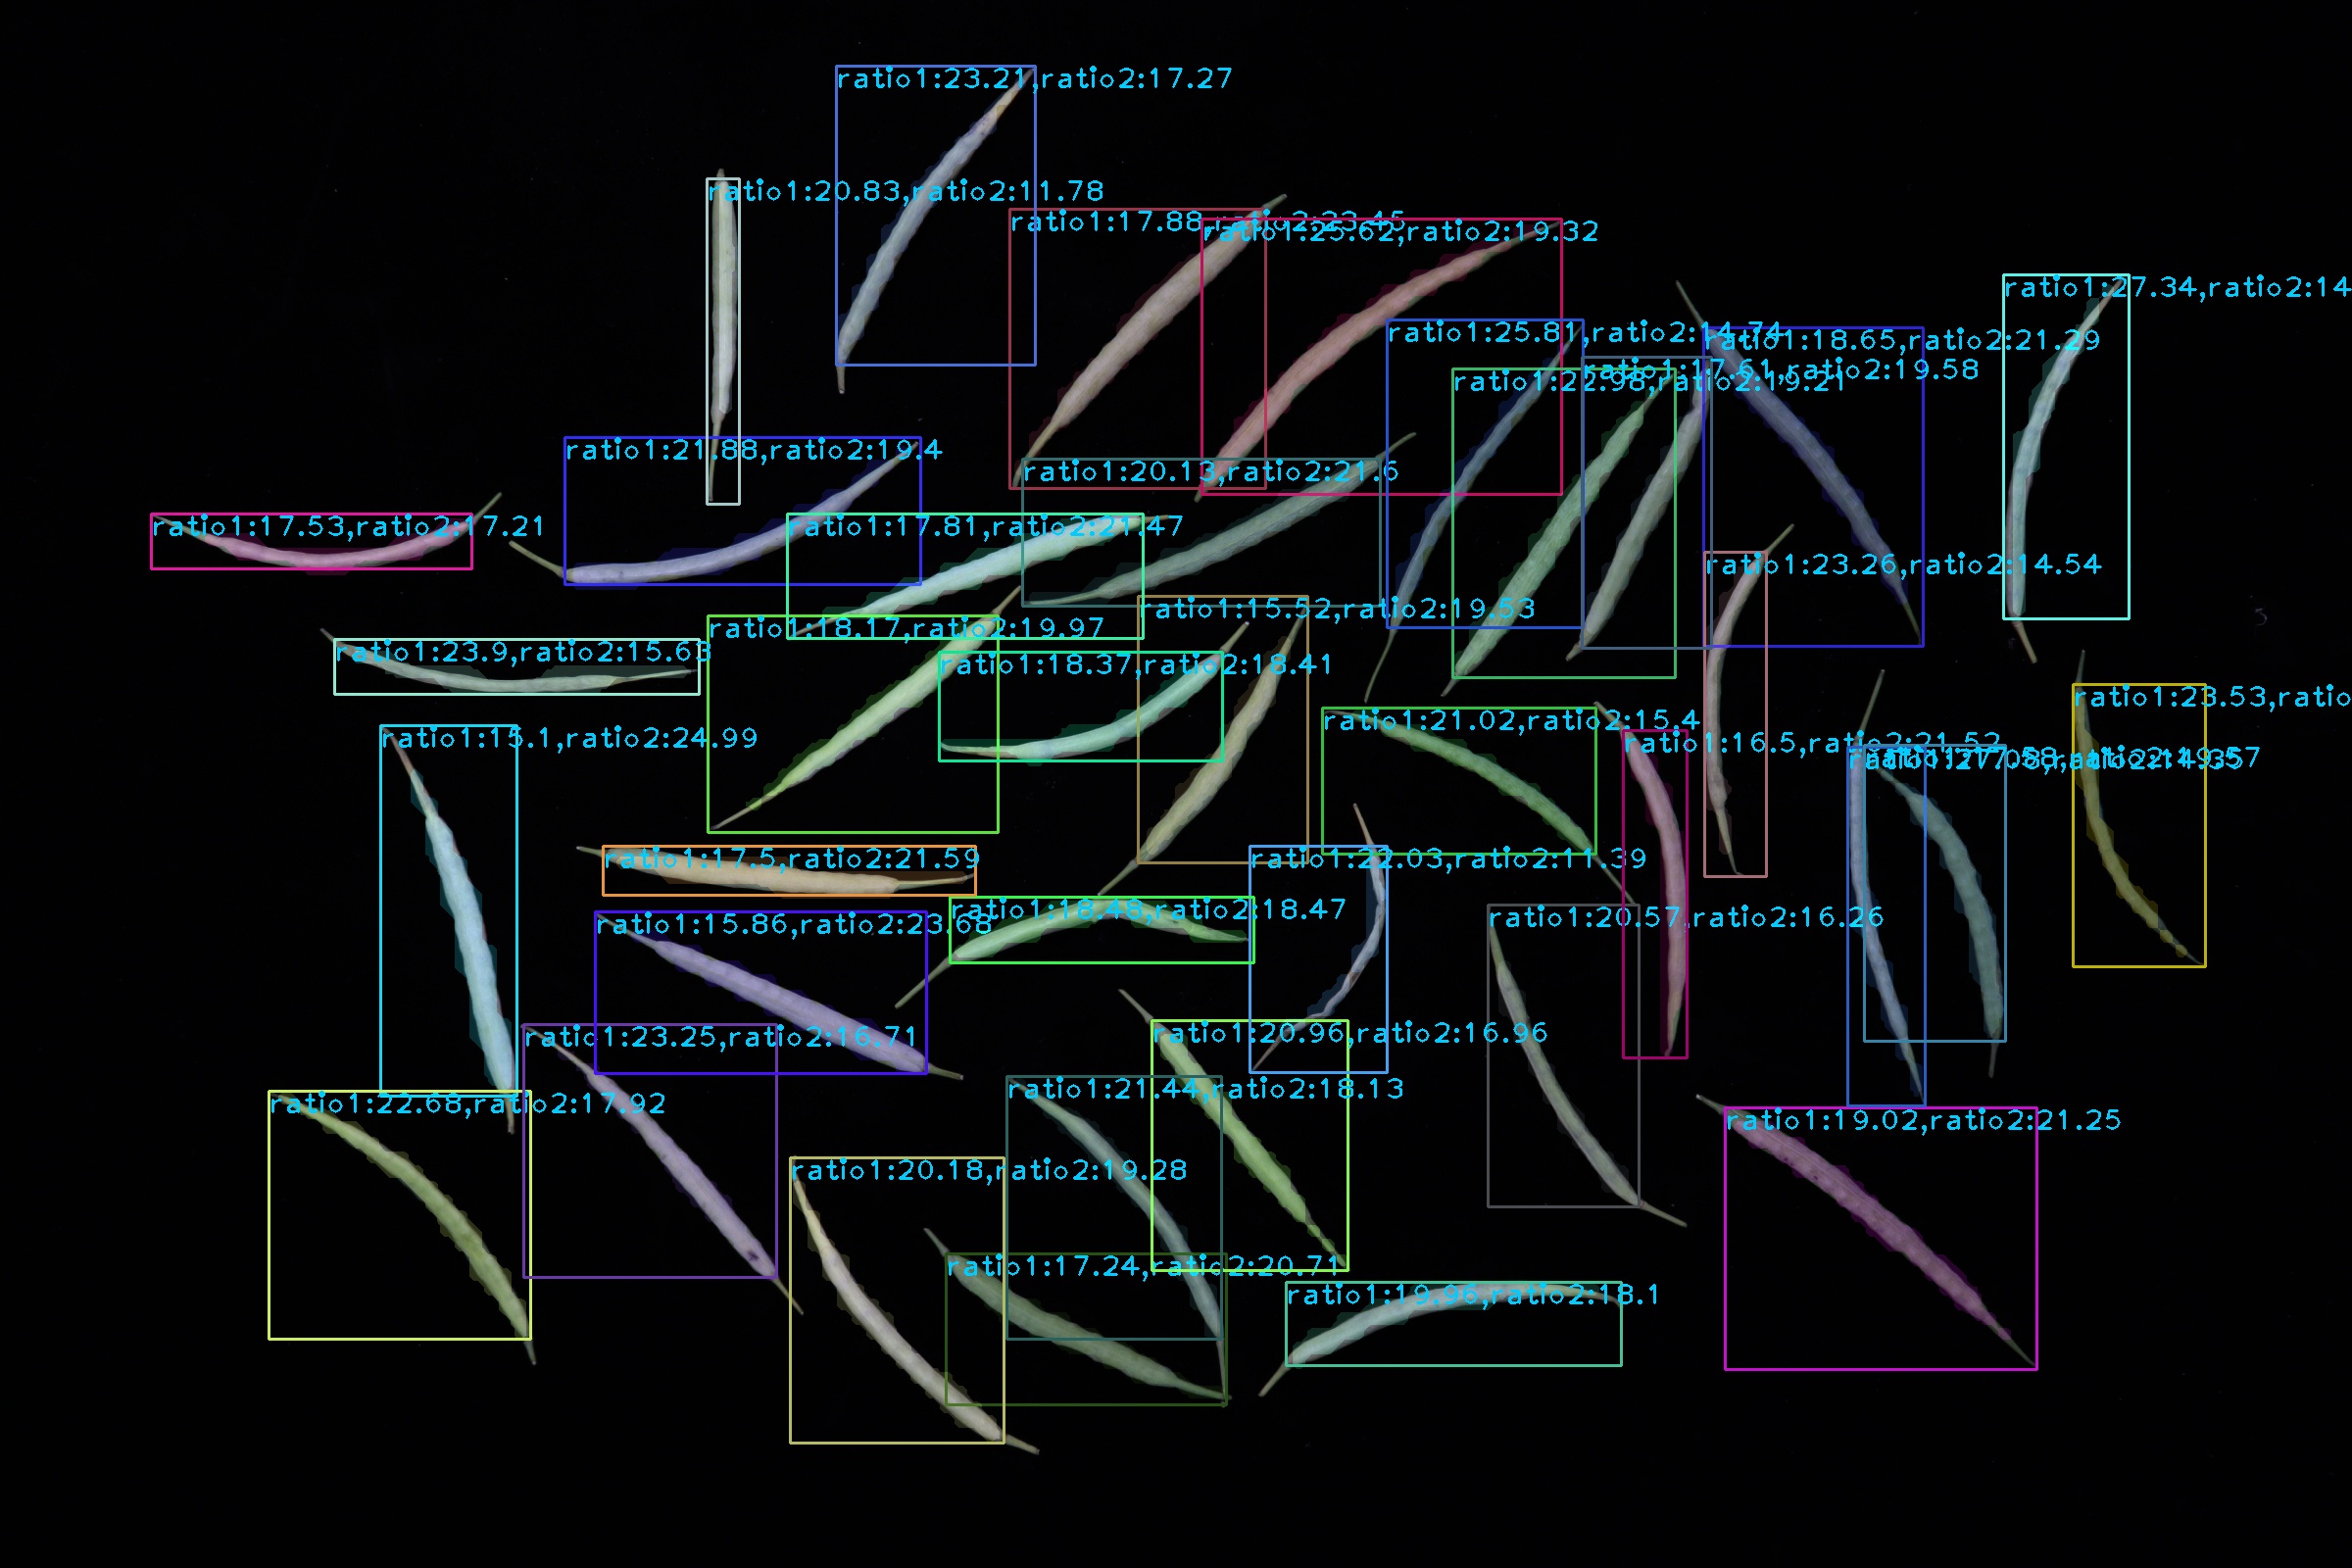 ratio1:23.21,ratio2:17.27
ratio1:20.83,ratio2:11.78
ratio1:17.88,ratio2:23.45
ratio1:25.62,ratio2:19.32
ratio1:27.34,ratio2:14
ratio1:25.81,ratio2:14.74
ratio1:18.65,ratio2:21.29
ratio1:17.61,ratio2:19.58
ratio1:22.98,ratio2:19.21
ratio1:21.88,ratio2:19.4
ratio1:20.13,ratio2:21.6
ratio1:17.53,ratio2:17.21
ratio1:17.81,ratio2:21.47
ratio1:23.26,ratio2:14.54
ratio1:15.52,ratio2:19.53
ratio1:18.17,ratio2:19.97
ratio1:23.9,ratio2:15.63
ratio1:18.37,ratio2:18.41
ratio1:23.53,ratio
ratio1:21.02,ratio2:15.4
ratio1:15.1,ratio2:24.99
ratio1:16.5,ratio2:21.52
ratio1:17.5,ratio2:21.59
ratio1:22.03,ratio2:11.39
ratio1:18.48,ratio2:18.47
ratio1:20.57,ratio2:16.26
ratio1:15.86,ratio2:23.68
ratio1:20.96,ratio2:16.96
ratio1:23.25,ratio2:16.71
ratio1:21.44,ratio2:18.13
ratio1:22.68,ratio2:17.92
ratio1:19.02,ratio2:21.25
ratio1:20.18,ratio2:19.28
ratio1:17.24,ratio2:20.71
ratio1:19.96,ratio2:18.1